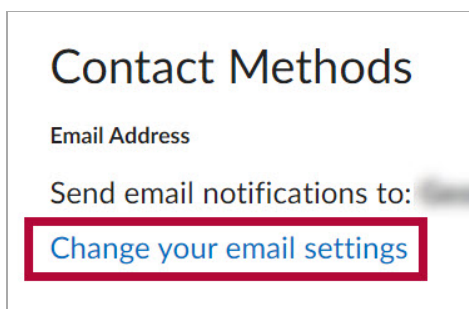 Contact Methods
Email Address
Send email notifications to:
Change your email settings